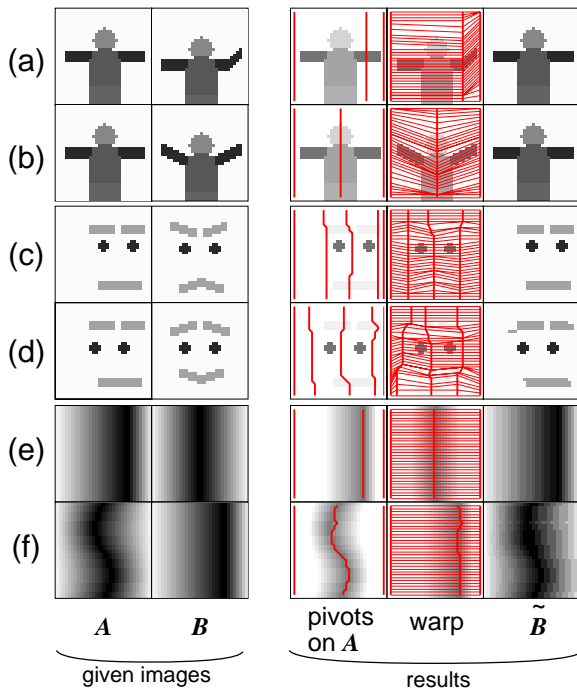 (a)
(b)
(c)
(d)
(e)
(f)
A B pivots on A warp B̃
given images results